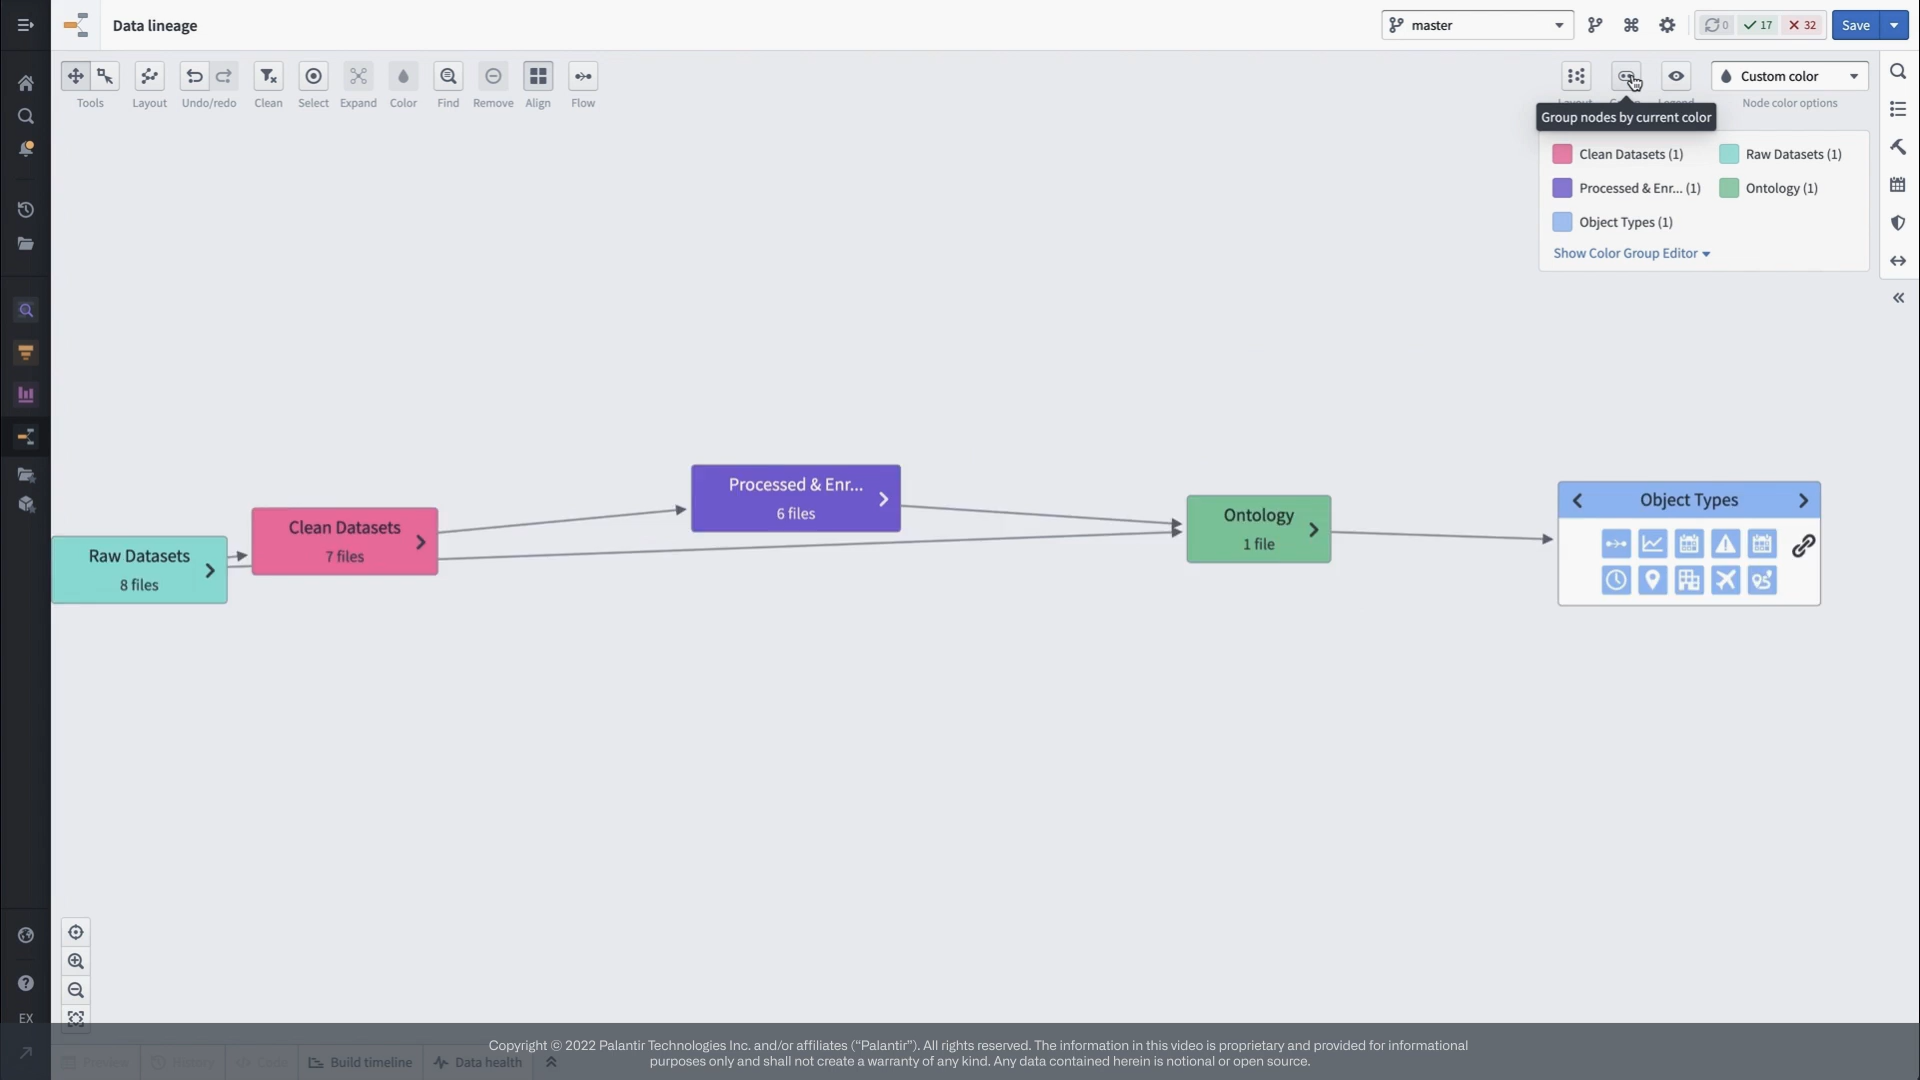 Data lineage
master
0
17
32
Save
Tools
Layout
Undo/redo
Clean
Select
Expand
Color
Find
Remove
Align
Flow
Custom color
Node color options
Group nodes by current color
Clean Datasets (1)
Raw Datasets (1)
Processed & Enr... (1)
Ontology (1)
Object Types (1)
Show Color Group Editor
Raw Datasets
8 files
Clean Datasets
7 files
Processed & Enr...
6 files
Ontology
1 file
Object Types
EX
Preview
History
Code
Build timeline
Data health
Copyright © 2022 Palantir Technologies Inc. and/or affiliates (“Palantir”). All rights reserved. The information in this video is proprietary and provided for informational
purposes only and shall not create a warranty of any kind. Any data contained herein is notional or open source.